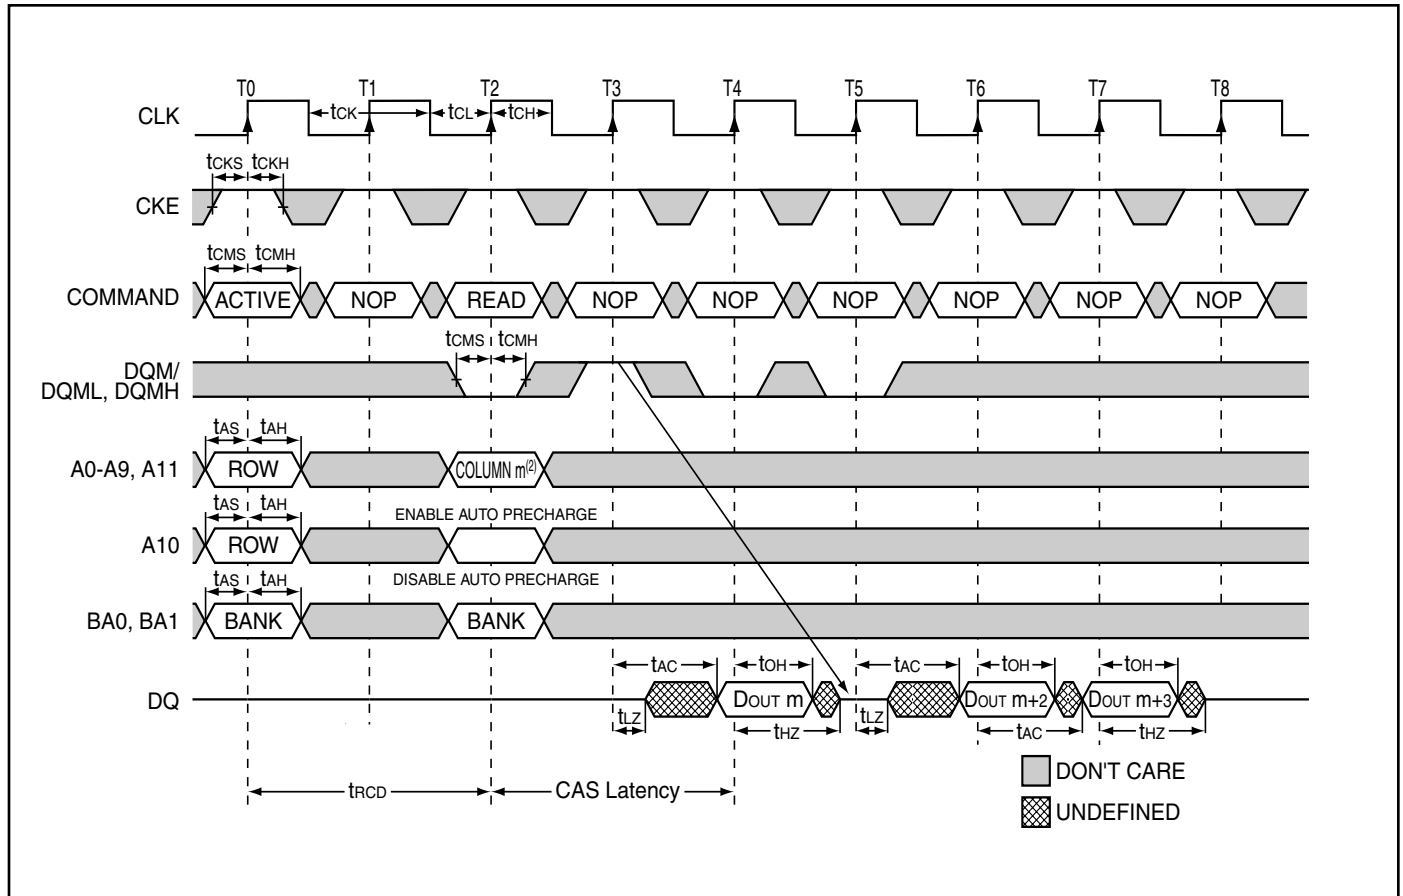 T0 T1 T2 T3 T4 T5 T6 T7 T8
CLK
tCK tCL tCH
tCKS tCKH
CKE
tCMS tCMH
COMMAND ACTIVE NOP READ NOP NOP NOP NOP NOP NOP
tCMS tCMH
DQM/
DQML, DQMH
tAS tAH
A0-A9, A11 ROW COLUMN m(2)
tAS tAH ENABLE AUTO PRECHARGE
A10 ROW
tAS tAH DISABLE AUTO PRECHARGE
BA0, BA1 BANK BANK
tAC tOH tAC tOH tOH
DQ DOUT m DOUT m+2 DOUT m+3
tLZ tHZ tLZ tAC tHZ
DON'T CARE
tRCD CAS Latency
UNDEFINED